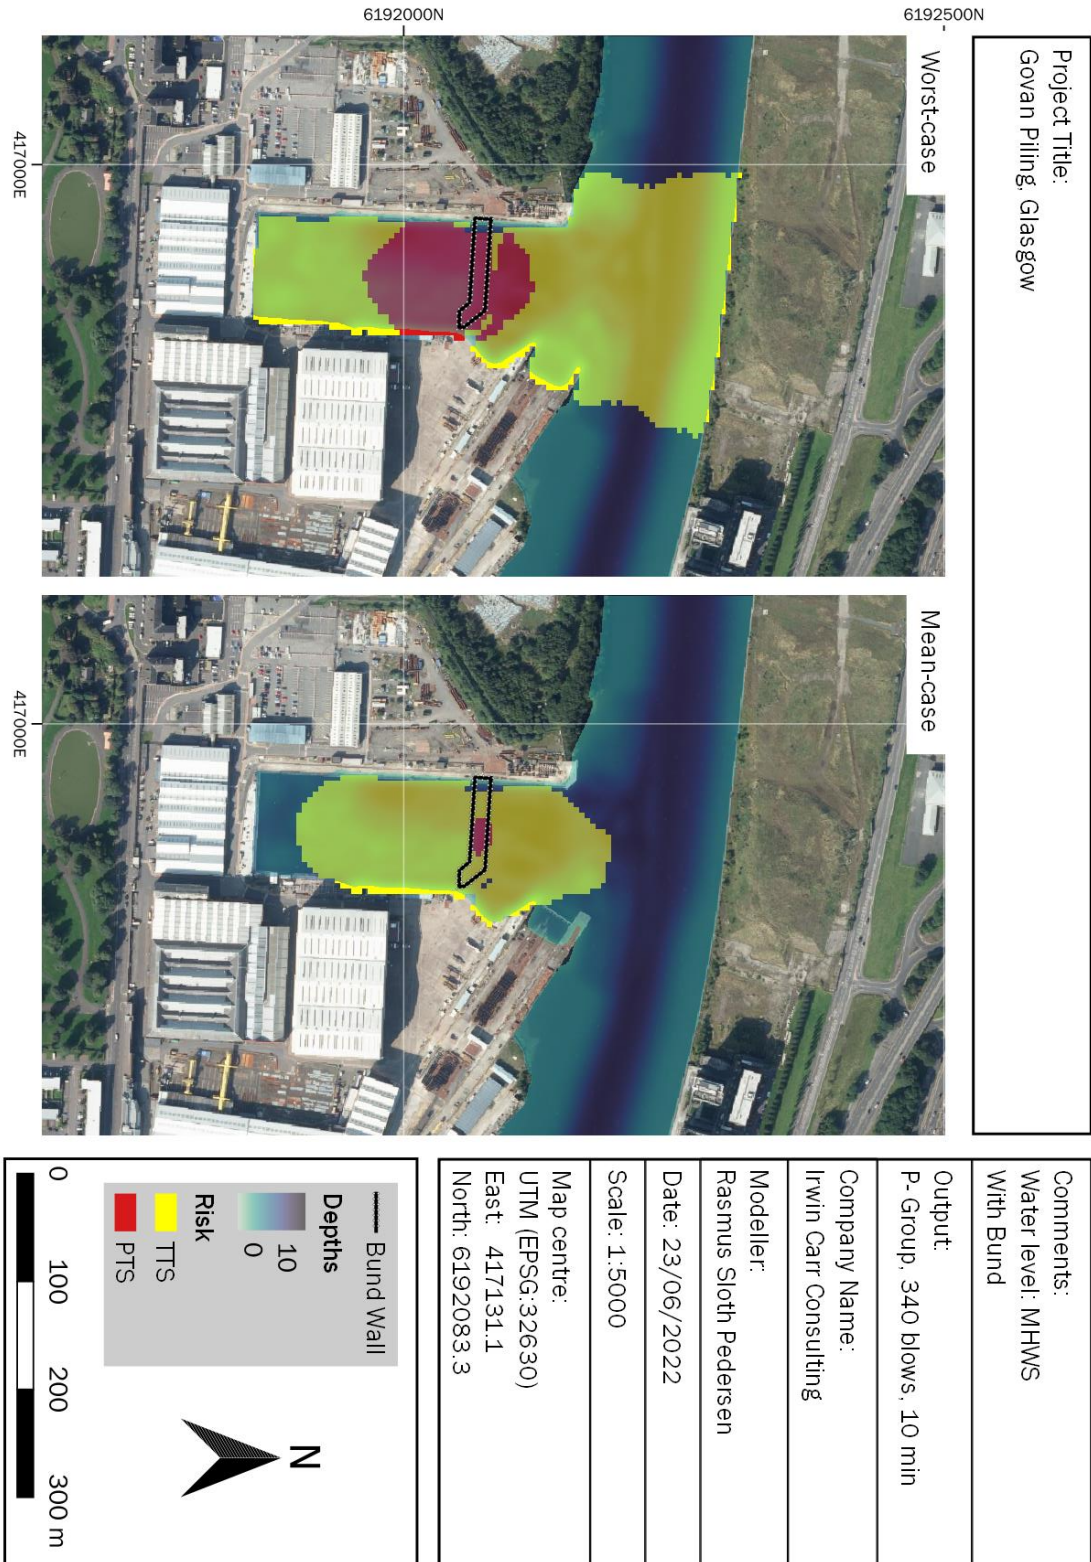 Project Title:
Govan Piling, Glasgow
Worst-case
Mean-case
6192000N
6192500N
417000E
417000E
Comments:
Water level: MHWS
With Bund
Output:
P- Group, 340 blows, 10 min
Company Name:
Irwin Carr Consulting
Modeller:
Rasmus Sloth Pedersen
Date: 23/06/2022
Scale: 1:5000
Map centre:
UTM (EPSG:32630)
East: 417131.1
North: 6192083.3
Bund Wall
Depths
10
0
Risk
TTS
PTS
N
0 100 200 300 m